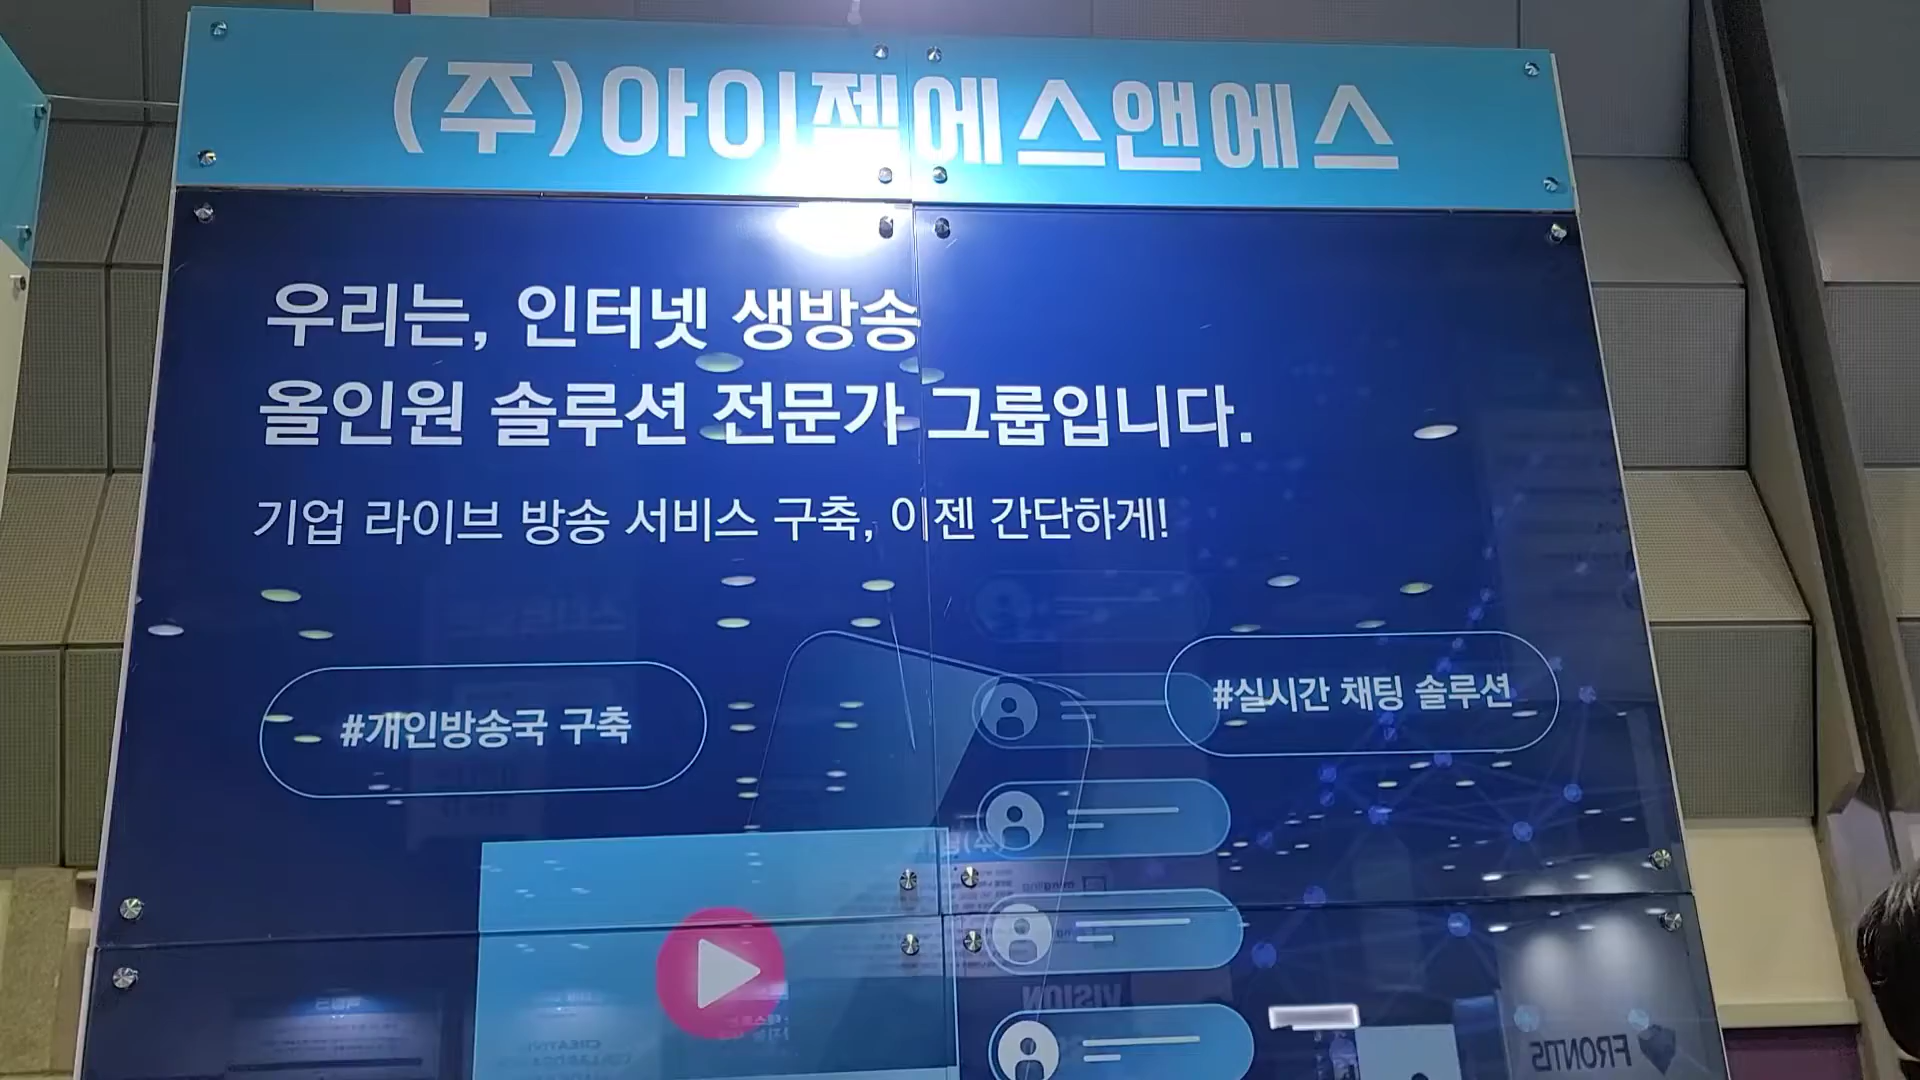 (주)아이젤에스앤에스
우리는, 인터넷 생방송
올인원 솔루션 전문가 그룹입니다.
기업 라이브 방송 서비스 구축, 이젠 간단하게!
#개인방송국 구축
#실시간 채팅 솔루션
VISION
FRONTIS